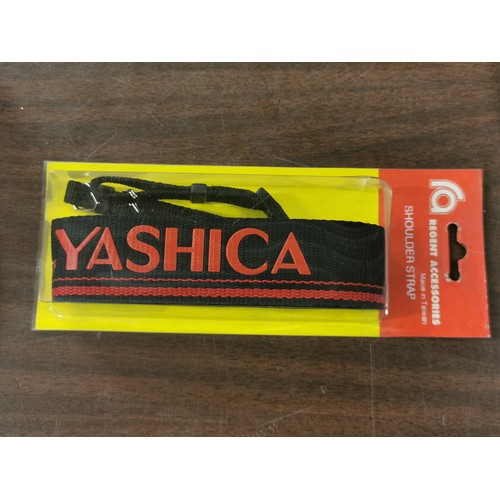 YASHICA
REGENT ACCESSORIES
Made in Taiwan
SHOULDER STRAP